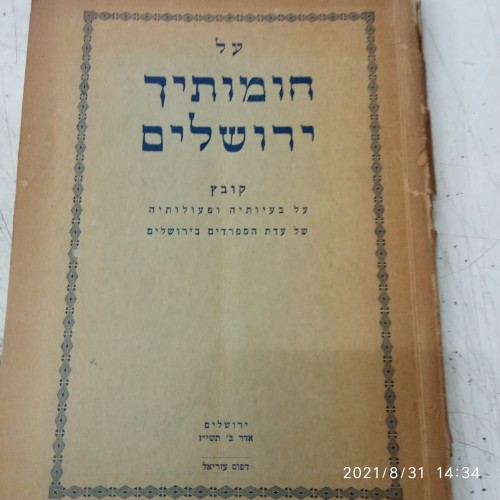 על
חומותיך
ירושלים
קובץ
על בעיותיה ופעולותיה
של עדת הספרדים בירושלים
ירושלים
אדר ב' תשי"ז
דפוס עזריאל
2021/8/31 14:34